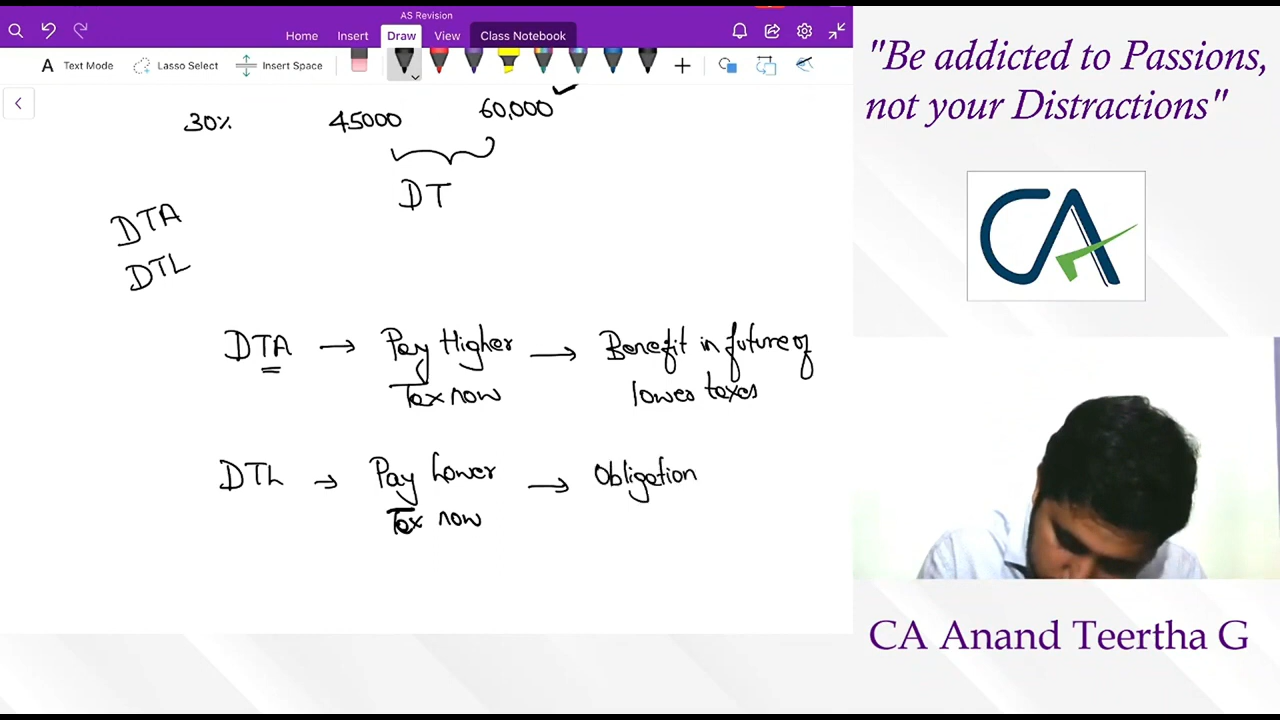 AS Revision
Home Insert Draw View Class Notebook
Text Mode Lasso Select Insert Space
30% 45000 60,000
DT
DTA
DTL
DTA → Pay Higher → Benefit in future of
Tax now lower taxes
DTL → Pay Lower → Obligation
Tax now
"Be addicted to Passions,
not your Distractions"
CA
CA Anand Teertha G